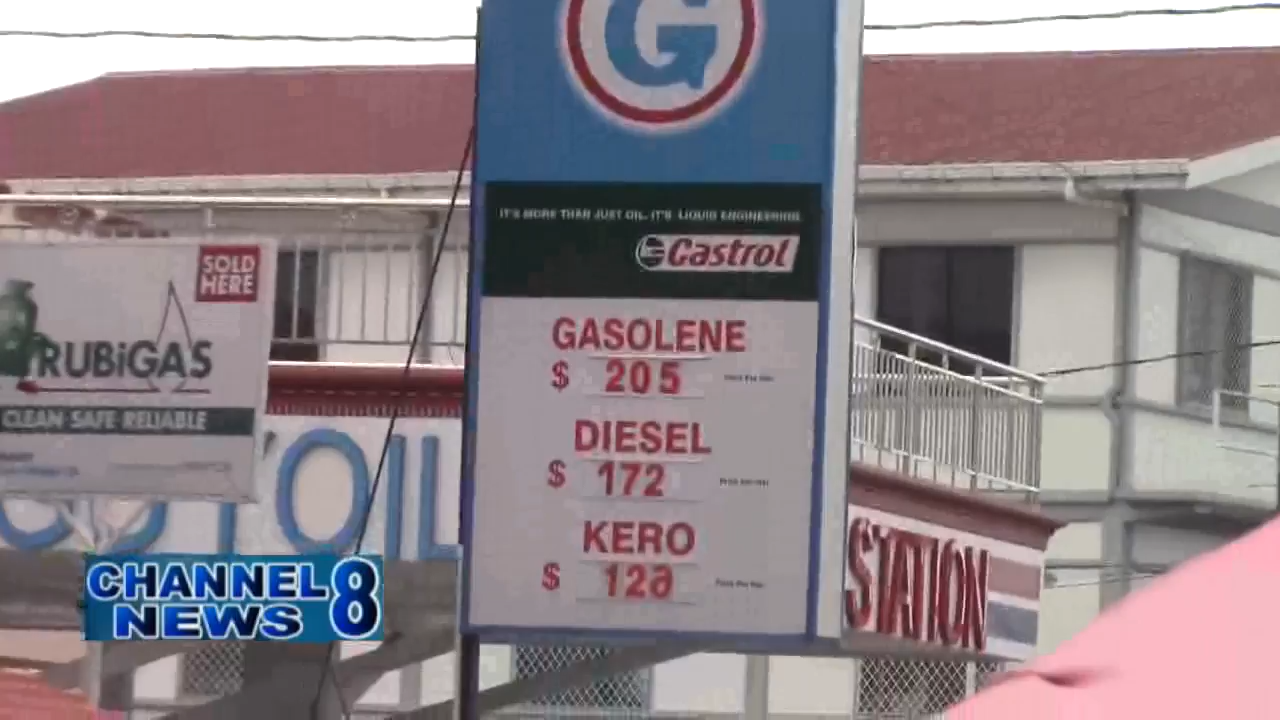 G
IT'S MORE THAN JUST OIL. IT'S LIQUID ENGINEERING.
Castrol
GASOLENE
$ 205
DIESEL
$ 172
KERO
$ 126
SOLD
HERE
RUBiGAS
CLEAN SAFE RELIABLE
OIL
STATION
CHANNEL
NEWS 8